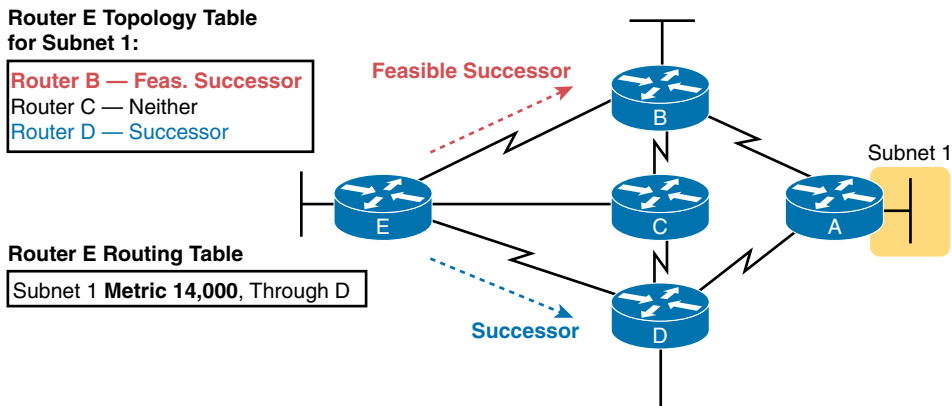 Router E Topology Table
for Subnet 1:
Router B — Feas. Successor
Router C — Neither
Router D — Successor
Feasible Successor
B
Subnet 1
E
C
A
Router E Routing Table
Subnet 1 Metric 14,000, Through D
Successor
D